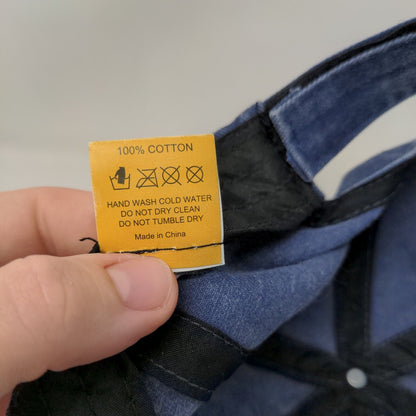 100% COTTON
HAND WASH COLD WATER
DO NOT DRY CLEAN
DO NOT TUMBLE DRY
Made in China